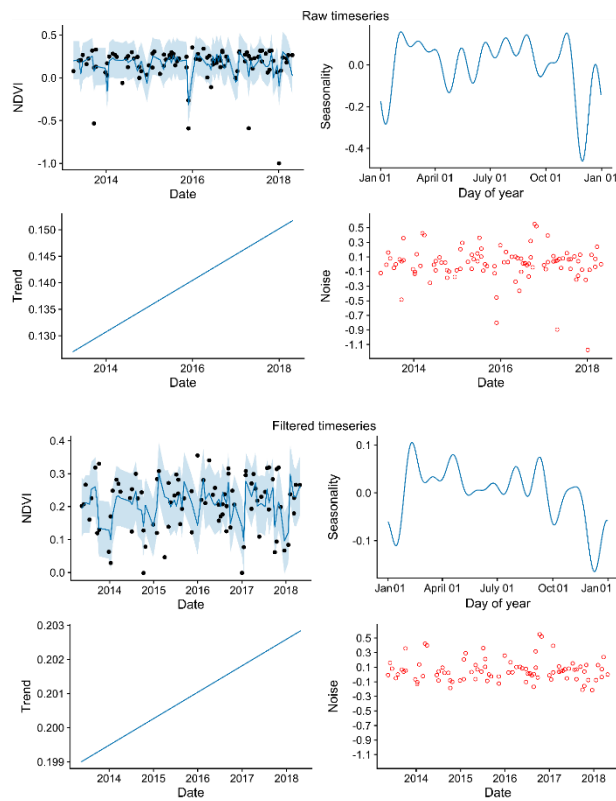 Raw timeseries
NDVI
0.5
0.0
-0.5
-1.0
2014
2016
2018
Date
Seasonality
0.0
-0.4
Jan 01
April 01
July 01
Oct 01
Jan 01
Day of year
Trend
0.150
0.145
0.140
0.135
0.130
2014
2016
2018
Date
Noise
0.5
0.3
0.1
-0.1
-0.3
-0.5
-0.7
-0.9
-1.1
2014
2016
2018
Date
Filtered timeseries
NDVI
0.4
0.3
0.2
0.1
0.0
2014
2015
2016
2017
2018
Date
Seasonality
0.1
0.0
-0.1
Jan 01
April 01
July 01
Oct 01
Jan 01
Day of year
Trend
0.203
0.202
0.201
0.200
0.199
2014
2015
2016
2017
2018
Date
Noise
0.5
0.3
0.1
-0.1
-0.3
-0.5
-0.7
-0.9
-1.1
2014
2015
2016
2017
2018
Date